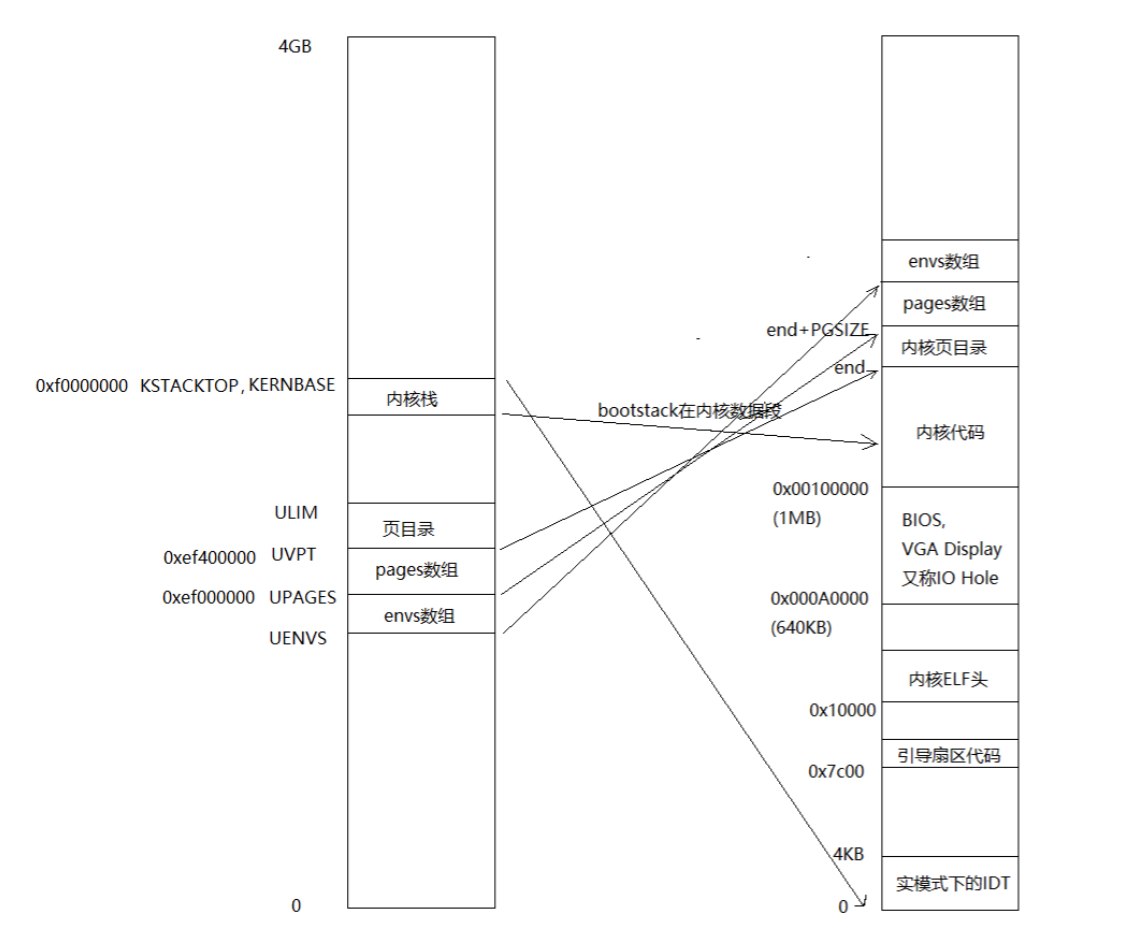 4GB
0xf0000000 KSTACKTOP, KERNBASE
内核栈
ULIM
页目录
0xef400000 UVPT
pages数组
0xef000000 UPAGES
envs数组
UENVS
0
bootstack在内核数据段
envs数组
pages数组
end+PGSIZE
内核页目录
end
内核代码
0x00100000
(1MB)
BIOS,
VGA Display
又称IO Hole
0x000A0000
(640KB)
内核ELF头
0x10000
引导扇区代码
0x7c00
4KB
实模式下的IDT
0